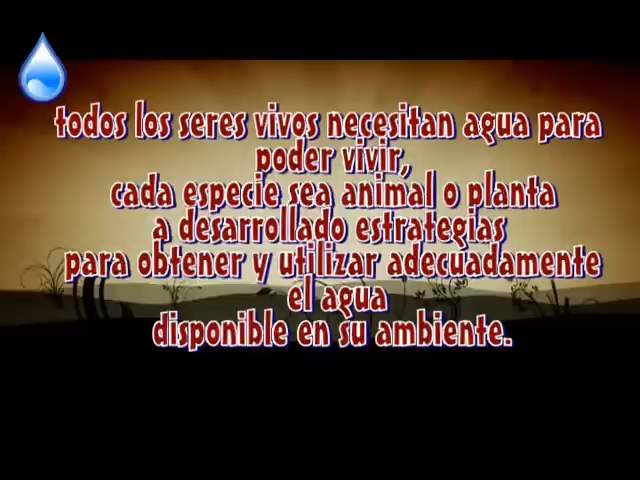 todos los seres vivos necesitan agua para
poder vivir,
cada especie sea animal o planta
a desarrollado estrategias
para obtener y utilizar adecuadamente
el agua
disponible en su ambiente.